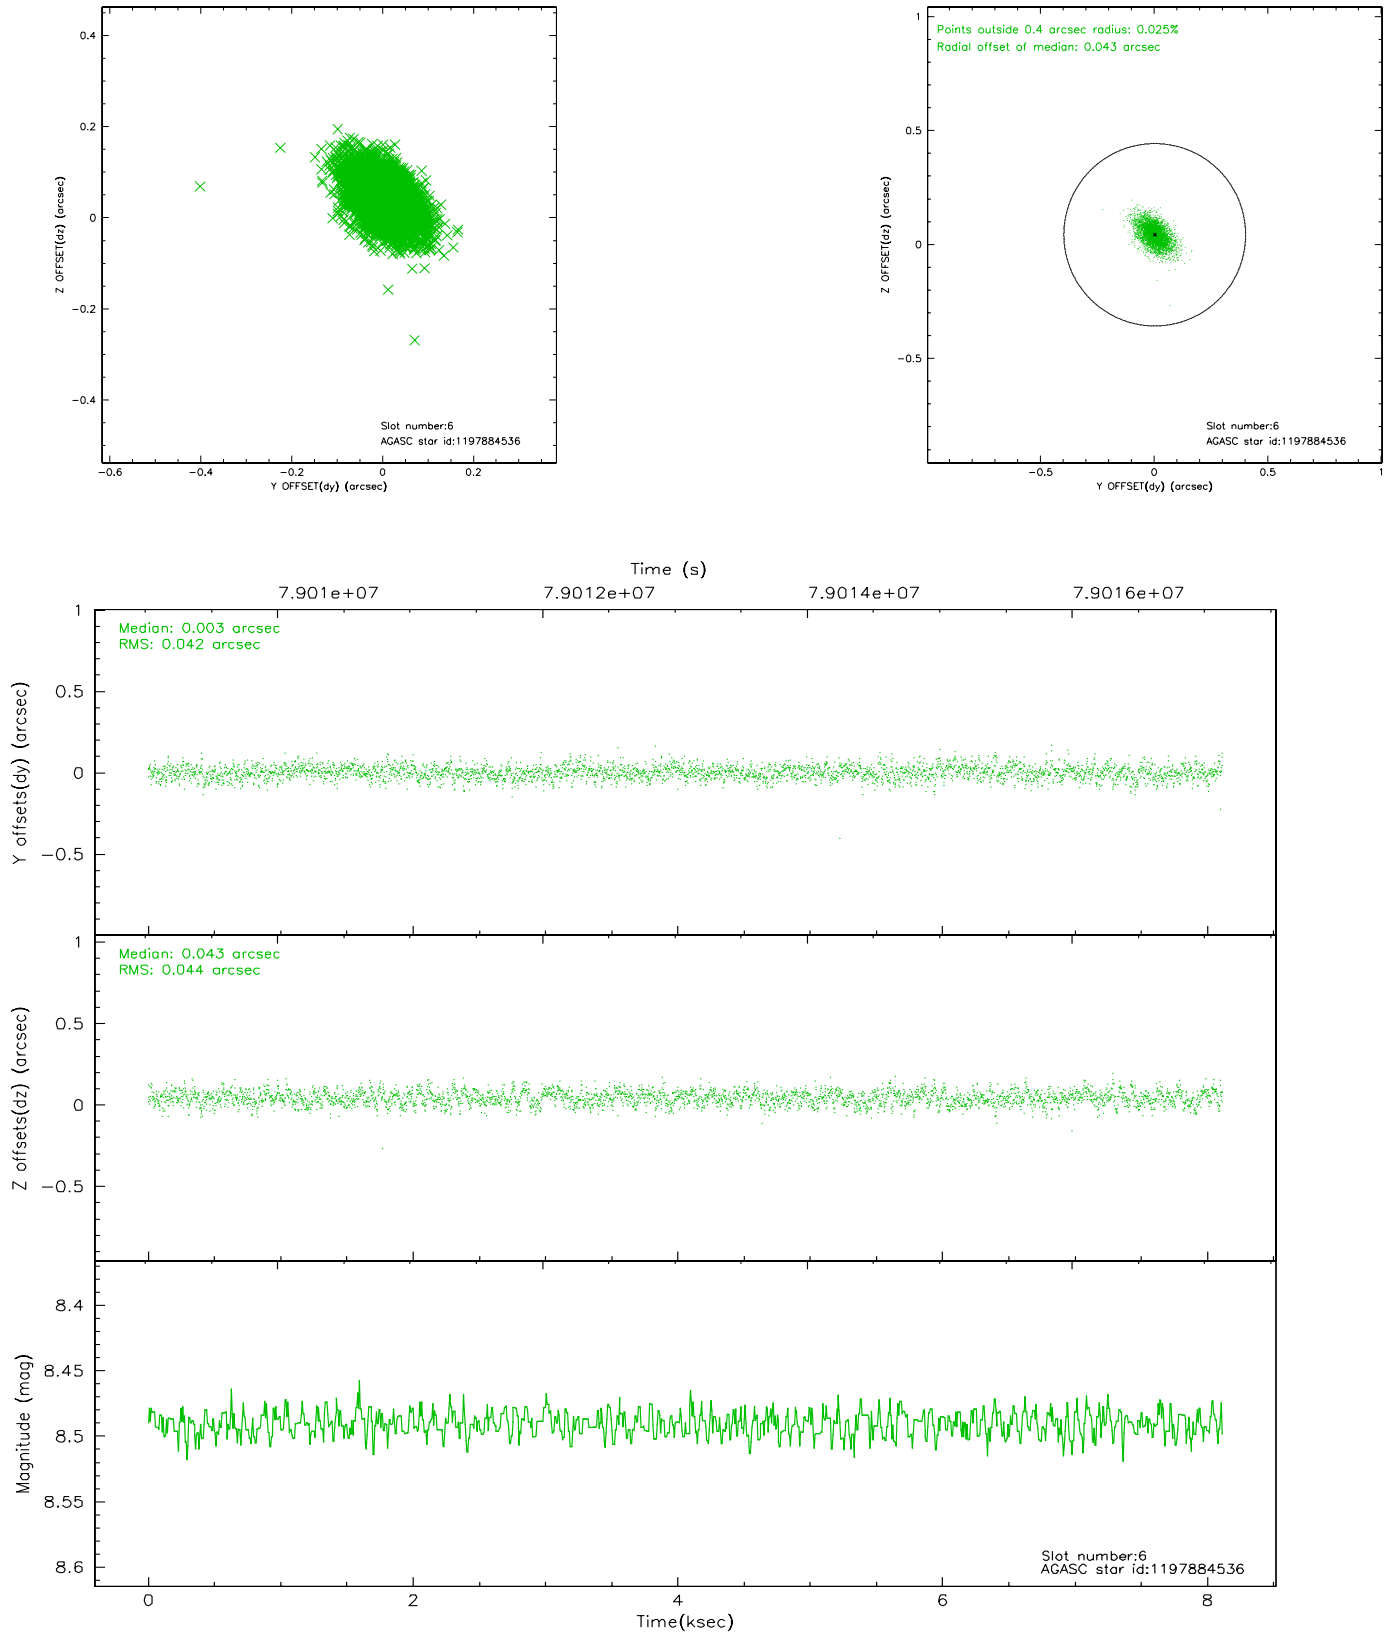 0.4
0.2
0
−0.2
−0.4
Z OFFSET(dz) (arcsec)
Slot number:6
AGASC star id:1197884536
−0.6
−0.4
−0.2
0
0.2
Y OFFSET(dy) (arcsec)
Points outside 0.4 arcsec radius: 0.025%
Radial offset of median: 0.043 arcsec
1
0.5
0
−0.5
Z OFFSET(dz) (arcsec)
Slot number:6
AGASC star id:1197884536
−0.5
0
0.5
1
Y OFFSET(dy) (arcsec)
Time (s)
7.901e+07
7.9012e+07
7.9014e+07
7.9016e+07
Median: 0.003 arcsec
RMS: 0.042 arcsec
1
0.5
0
−0.5
Y offsets(dy) (arcsec)
Median: 0.043 arcsec
RMS: 0.044 arcsec
1
0.5
0
−0.5
Z offsets(dz) (arcsec)
8.4
8.45
8.5
8.55
8.6
Magnitude (mag)
Slot number:6
AGASC star id:1197884536
0
2
4
6
8
Time(ksec)